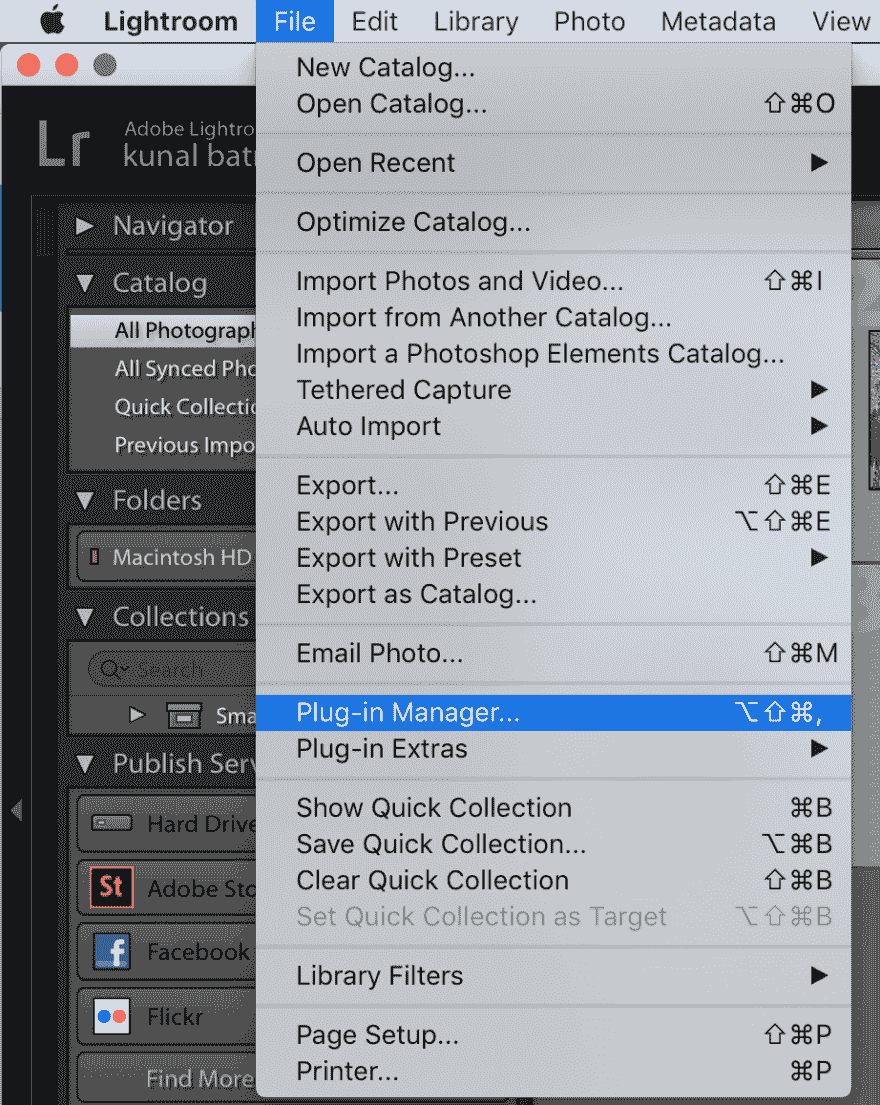 Lightroom File Edit Library Photo Metadata View
Lr
Adobe Lightro
kunal bat
Navigator
Catalog
All Photograph
All Synced Pho
Quick Collectio
Previous Impo
Folders
Macintosh HD
Collections
Search
Sma
Publish Serv
Hard Drive
St Adobe Sto
f Facebook
Flickr
Find More
New Catalog...
Open Catalog... ⇧⌘O
Open Recent ▶
Optimize Catalog...
Import Photos and Video... ⇧⌘I
Import from Another Catalog...
Import a Photoshop Elements Catalog...
Tethered Capture ▶
Auto Import ▶
Export... ⇧⌘E
Export with Previous ⌥⇧⌘E
Export with Preset ▶
Export as Catalog...
Email Photo... ⇧⌘M
Plug-in Manager... ⌥⇧⌘,
Plug-in Extras ▶
Show Quick Collection ⌘B
Save Quick Collection... ⌥⌘B
Clear Quick Collection ⇧⌘B
Set Quick Collection as Target ⌥⇧⌘B
Library Filters ▶
Page Setup... ⇧⌘P
Printer... ⌘P